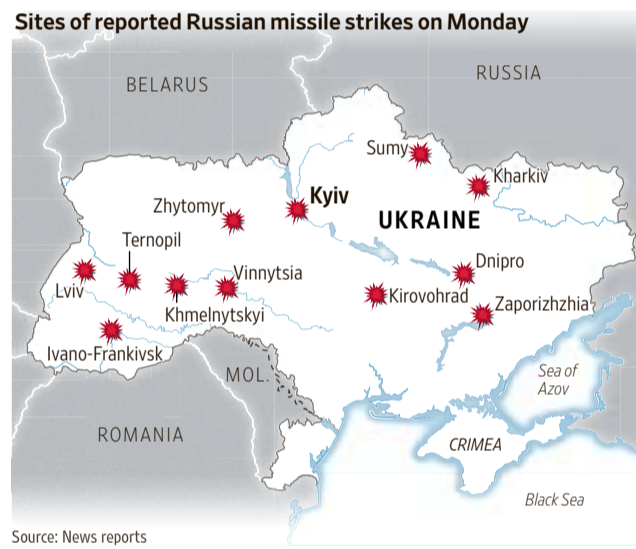 Sites of reported Russian missile strikes on Monday
BELARUS
RUSSIA
Sumy
Kharkiv
Kyiv
Zhytomyr
UKRAINE
Ternopil
Dnipro
Vinnytsia
Lviv
Kirovohrad
Zaporizhzhia
Khmelnytskyi
Ivano-Frankivsk
MOL.
Sea of
Azov
ROMANIA
CRIMEA
Black Sea
Source: News reports